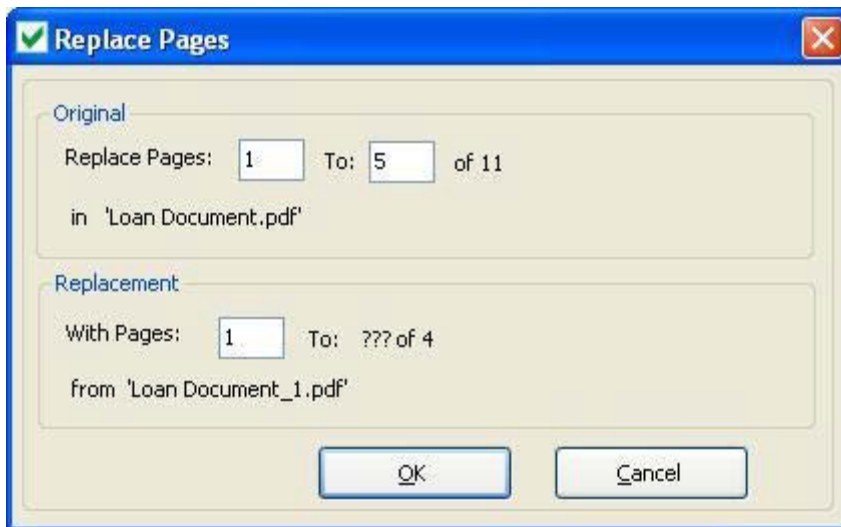 Replace Pages
Original
Replace Pages: 1 To: 5 of 11
in 'Loan Document.pdf'
Replacement
With Pages: 1 To: ??? of 4
from 'Loan Document_1.pdf'
OK Cancel